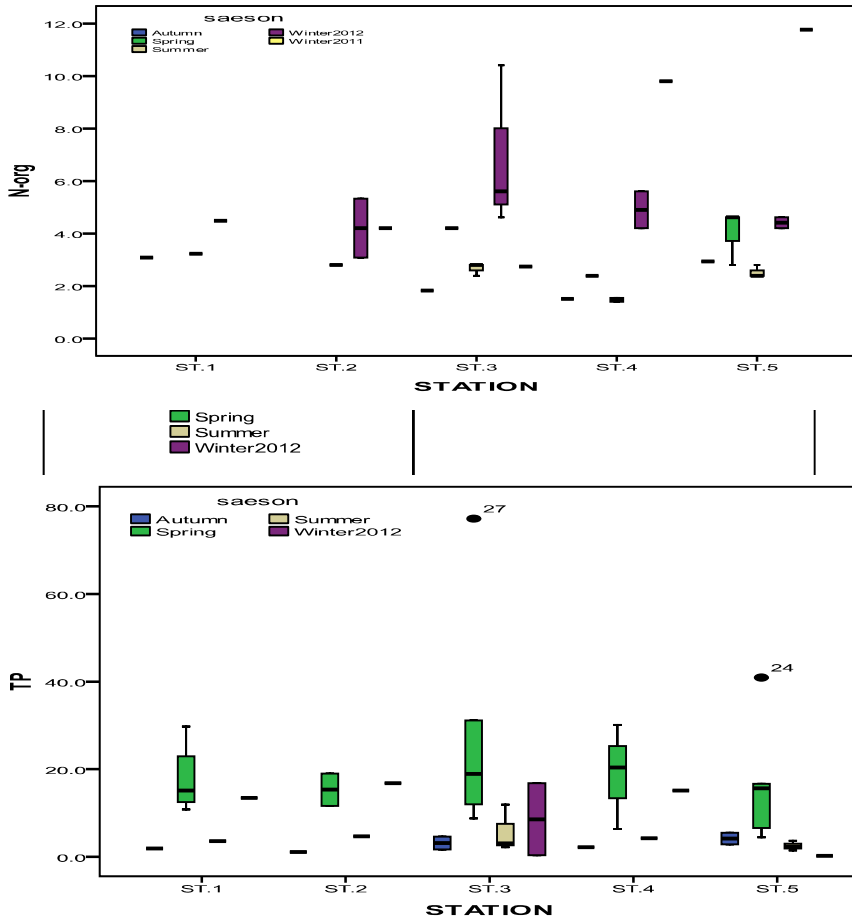 saeson
Autumn Winter2012
Spring Winter2011
Summer
12.0
10.0
8.0
6.0
4.0
2.0
0.0
N-org
ST.1 ST.2 ST.3 ST.4 ST.5
STATION
Spring
Summer
Winter2012
saeson
Autumn Summer
Spring Winter2012
80.0
60.0
40.0
20.0
0.0
TP
27
24
ST.1 ST.2 ST.3 ST.4 ST.5
STATION